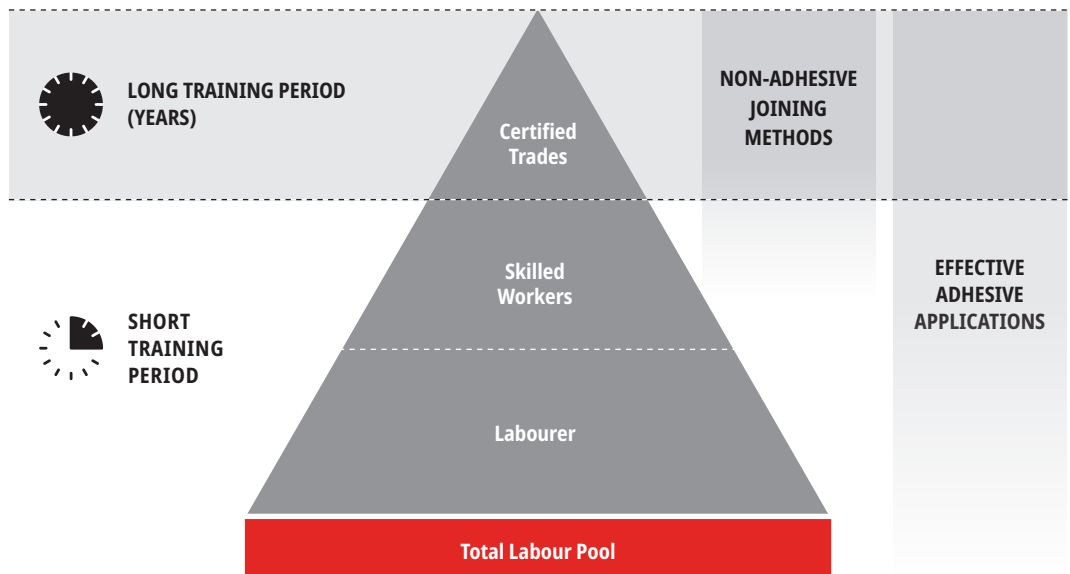 LONG TRAINING PERIOD
(YEARS)
Certified
Trades
NON-ADHESIVE
JOINING
METHODS
Skilled
Workers
EFFECTIVE
ADHESIVE
APPLICATIONS
SHORT
TRAINING
PERIOD
Labourer
Total Labour Pool